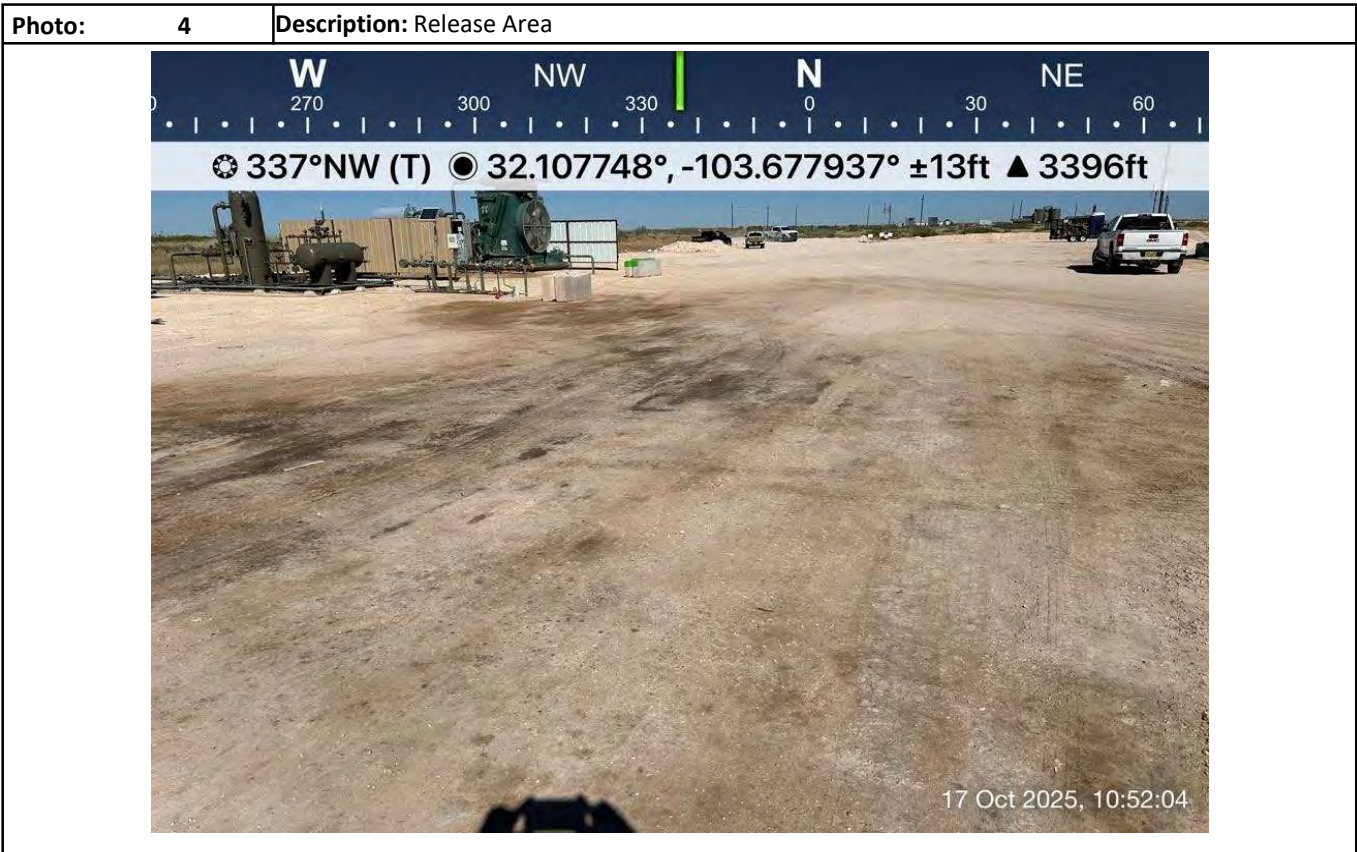 Photo: 4 Description: Release Area
W NW N NE
0 270 300 330 0 30 60
337°NW (T) 32.107748°, -103.677937° ±13ft ▲ 3396ft
17 Oct 2025, 10:52:04